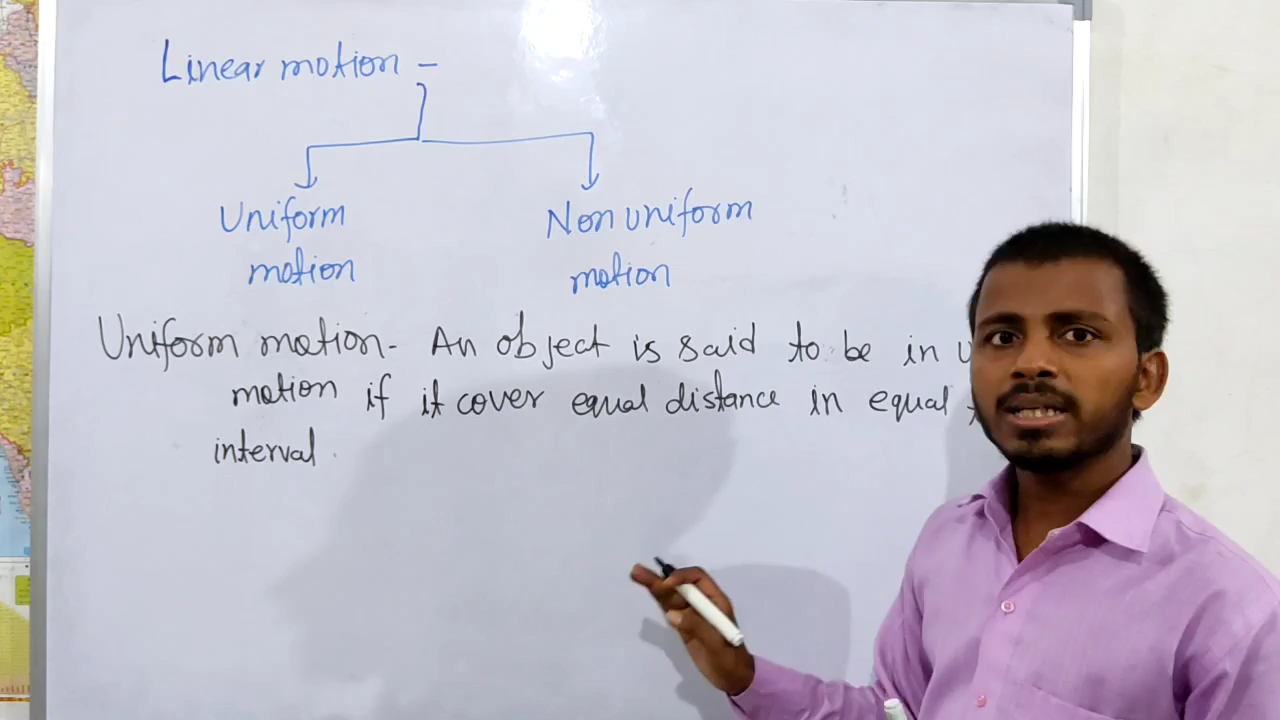 Linear motion -
Uniform Non uniform
motion motion
Uniform motion- An object is said to be in
motion if it cover equal distance in equal
interval.